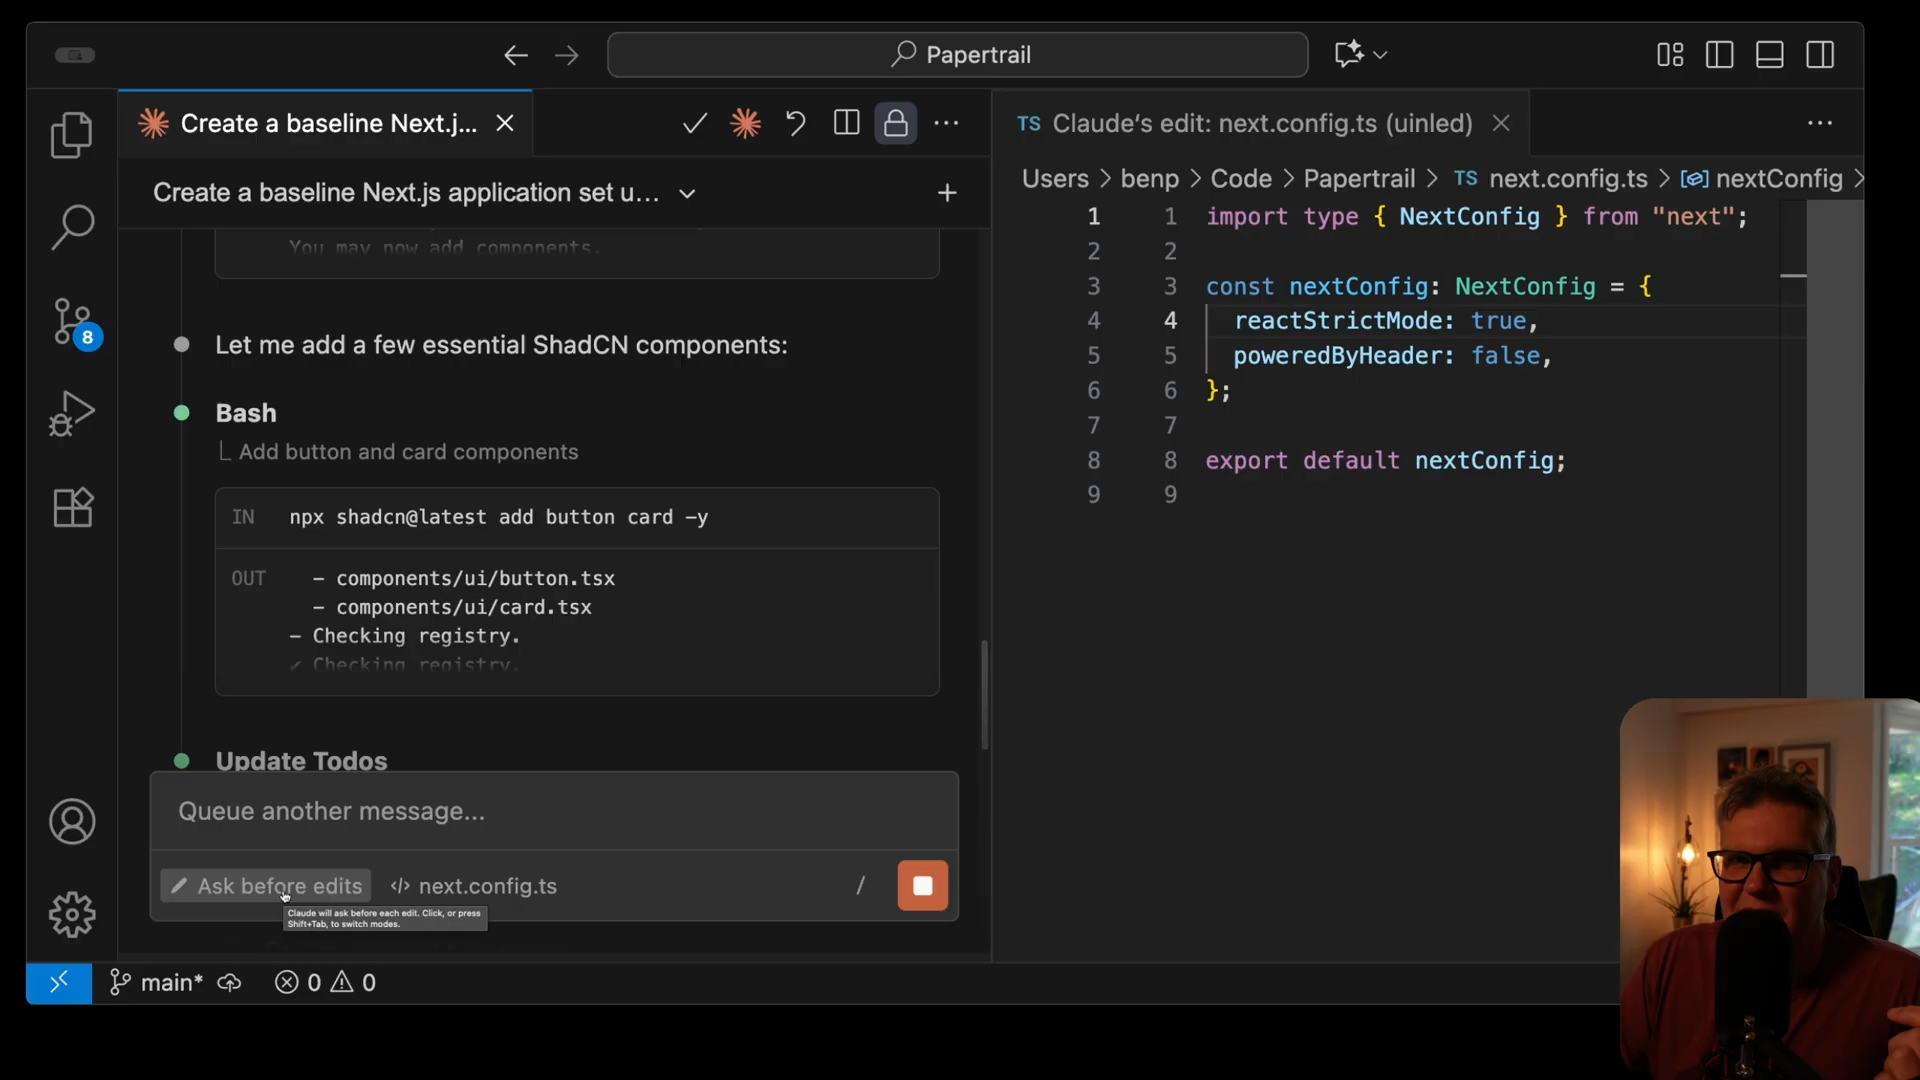 Papertrail
Create a baseline Next.j...
Create a baseline Next.js application set u...
You may now add components.
Let me add a few essential ShadCN components:
Bash
Add button and card components
IN npx shadcn@latest add button card -y
OUT - components/ui/button.tsx
- components/ui/card.tsx
- Checking registry.
✔ Checking registry.
Update Todos
Queue another message...
Ask before edits </> next.config.ts /
Claude will ask before each edit. Click, or press
Shift+Tab, to switch modes.
8
main* 0 0
TS Claude's edit: next.config.ts (uinled)
Users > benp > Code > Papertrail > TS next.config.ts > nextConfig >
1 1 import type { NextConfig } from "next";
2 2
3 3 const nextConfig: NextConfig = {
4 4 reactStrictMode: true,
5 5 poweredByHeader: false,
6 6 };
7 7
8 8 export default nextConfig;
9 9